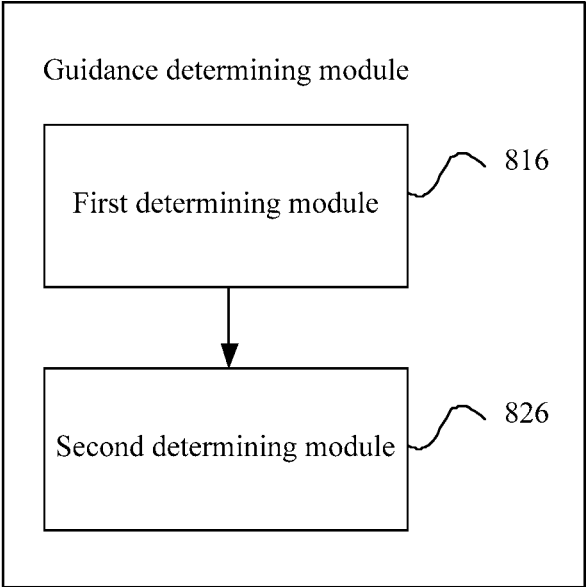 Guidance determining module
First determining module
816
Second determining module
826